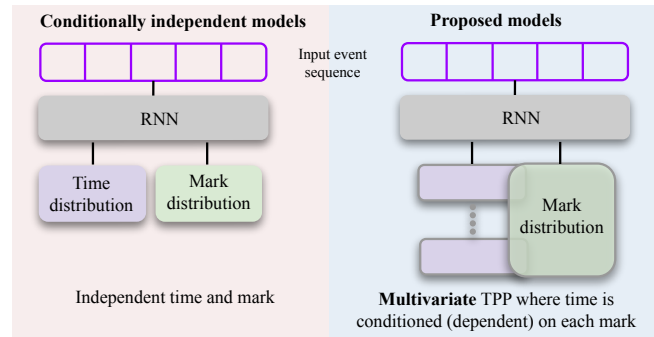 Conditionally independent models
Input event
sequence
RNN
Time
distribution
Mark
distribution
Independent time and mark
Proposed models
RNN
Mark
distribution
Multivariate TPP where time is
conditioned (dependent) on each mark